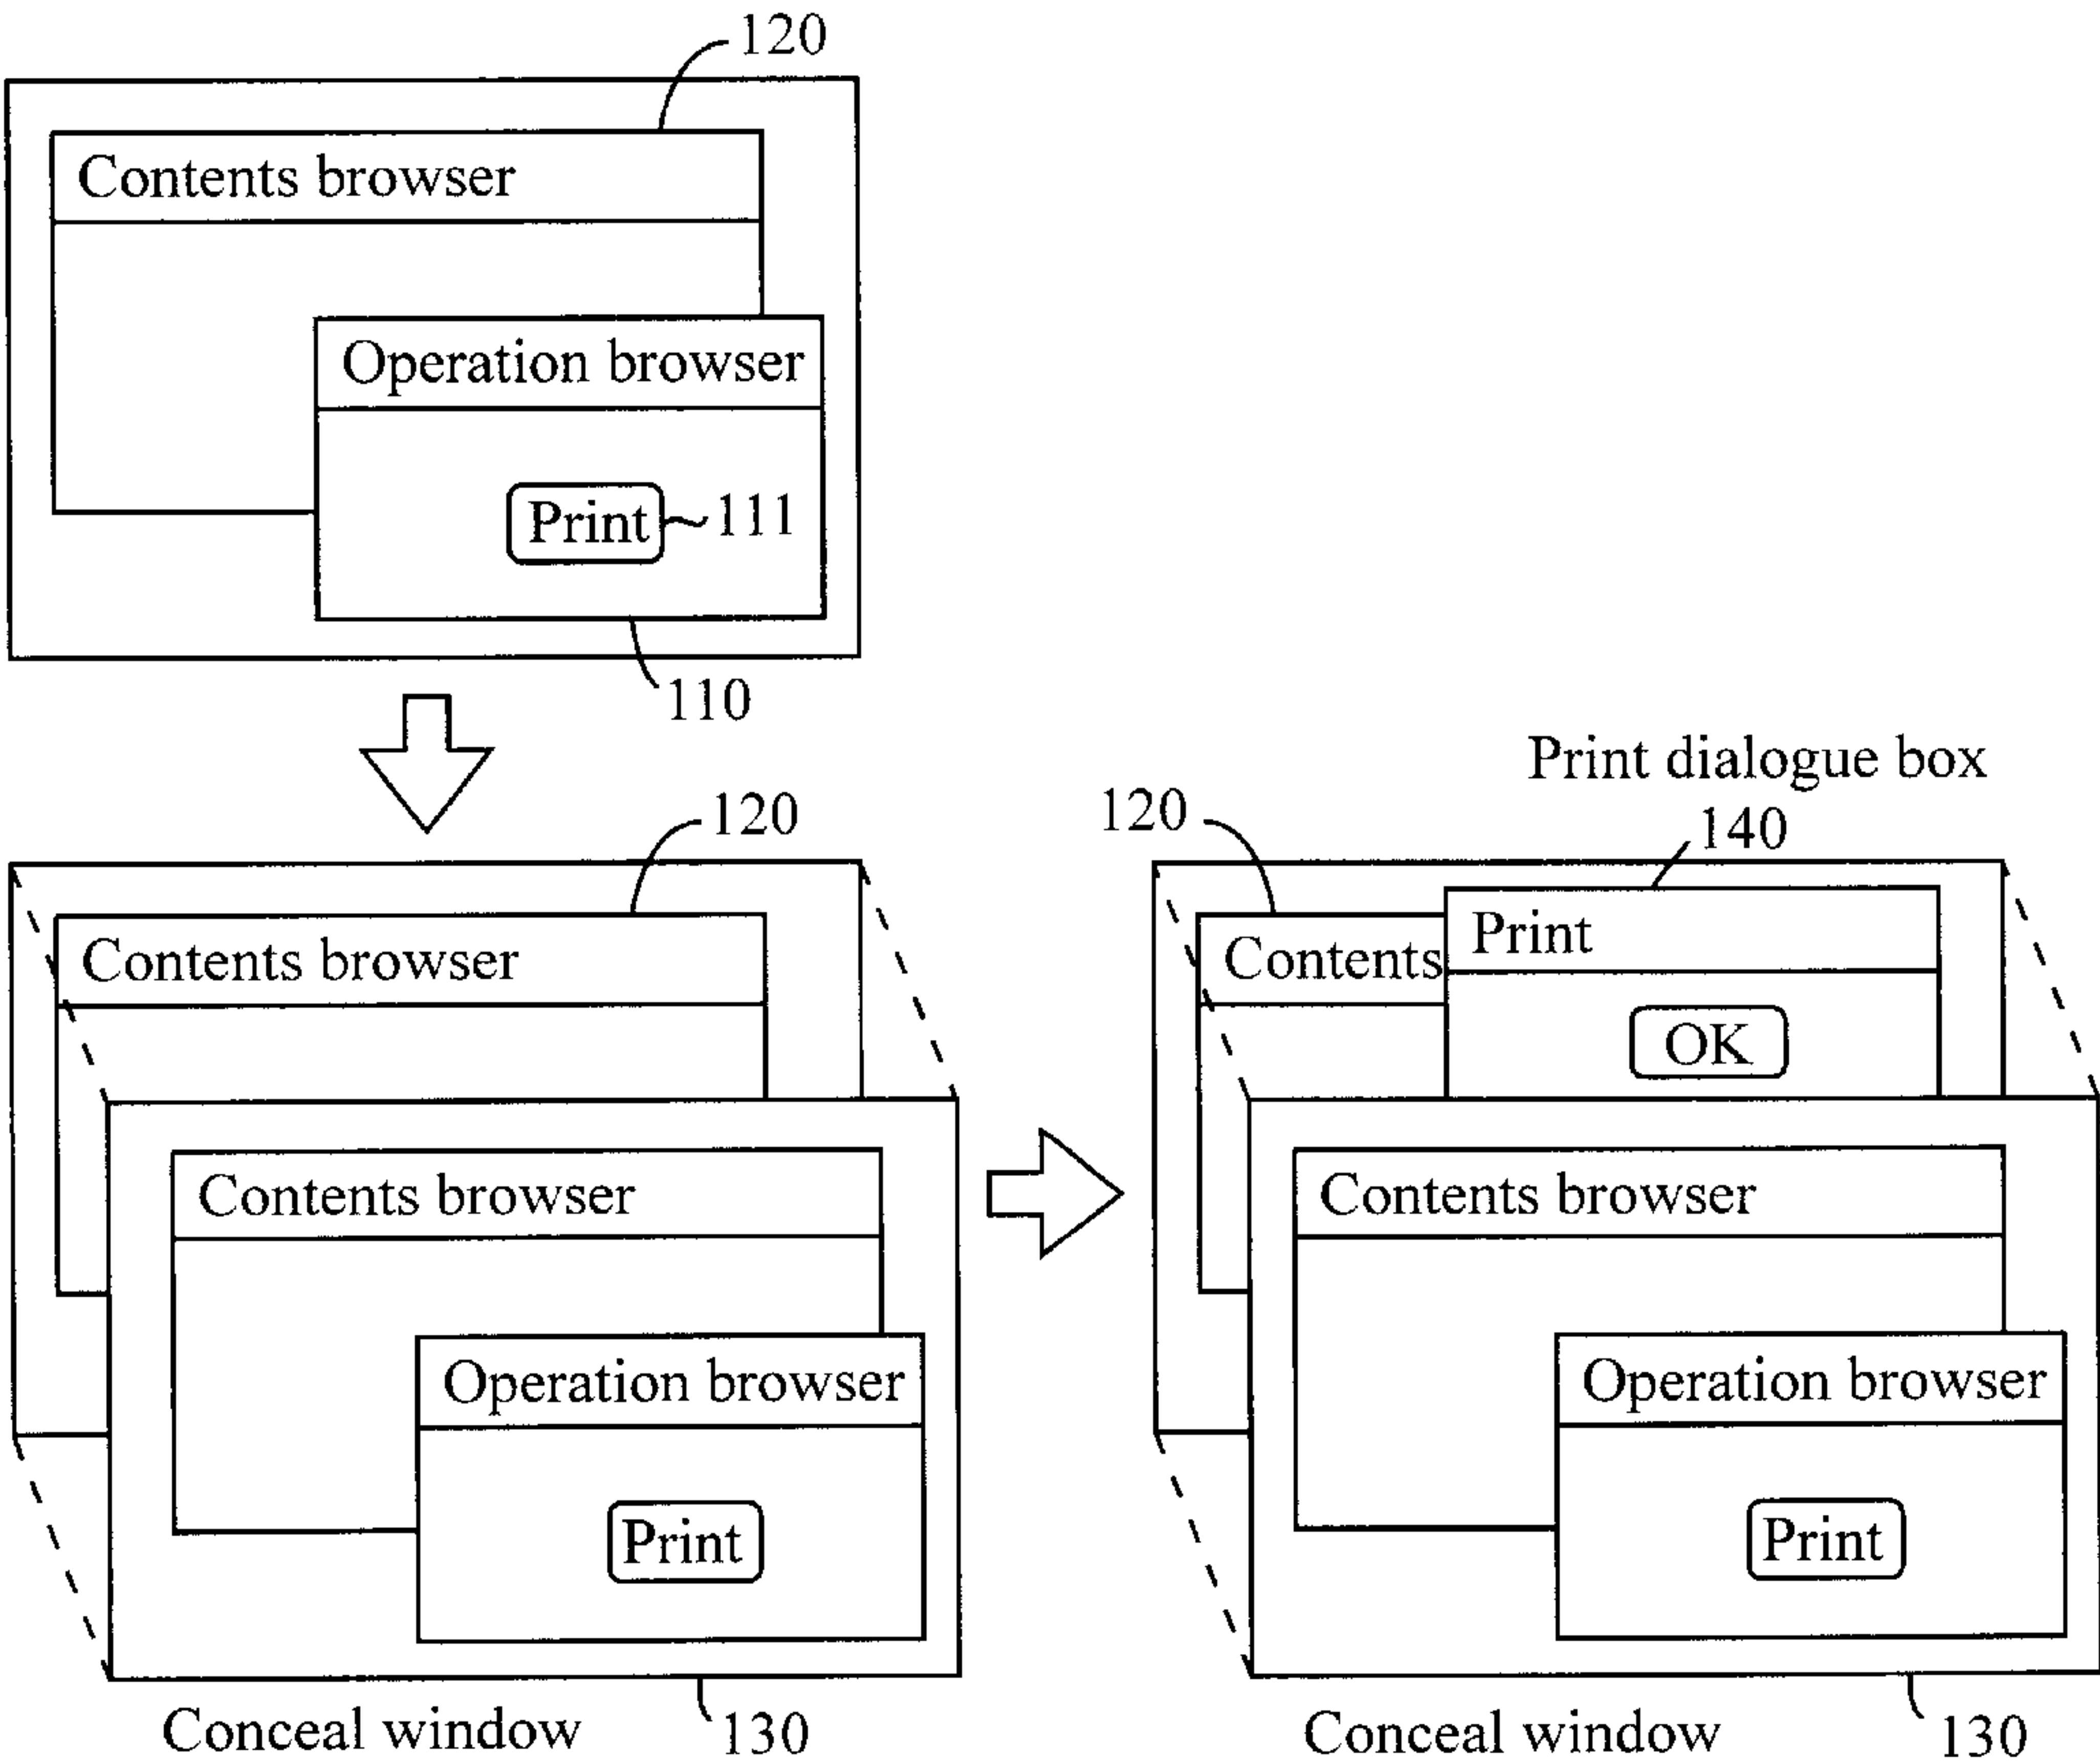 120
Contents browser
Operation browser
Print
111
110
120
Contents browser
Contents browser
Operation browser
Print
Conceal window
130
Print dialogue box
120
140
Print
Contents
OK
Contents browser
Operation browser
Print
Conceal window
130